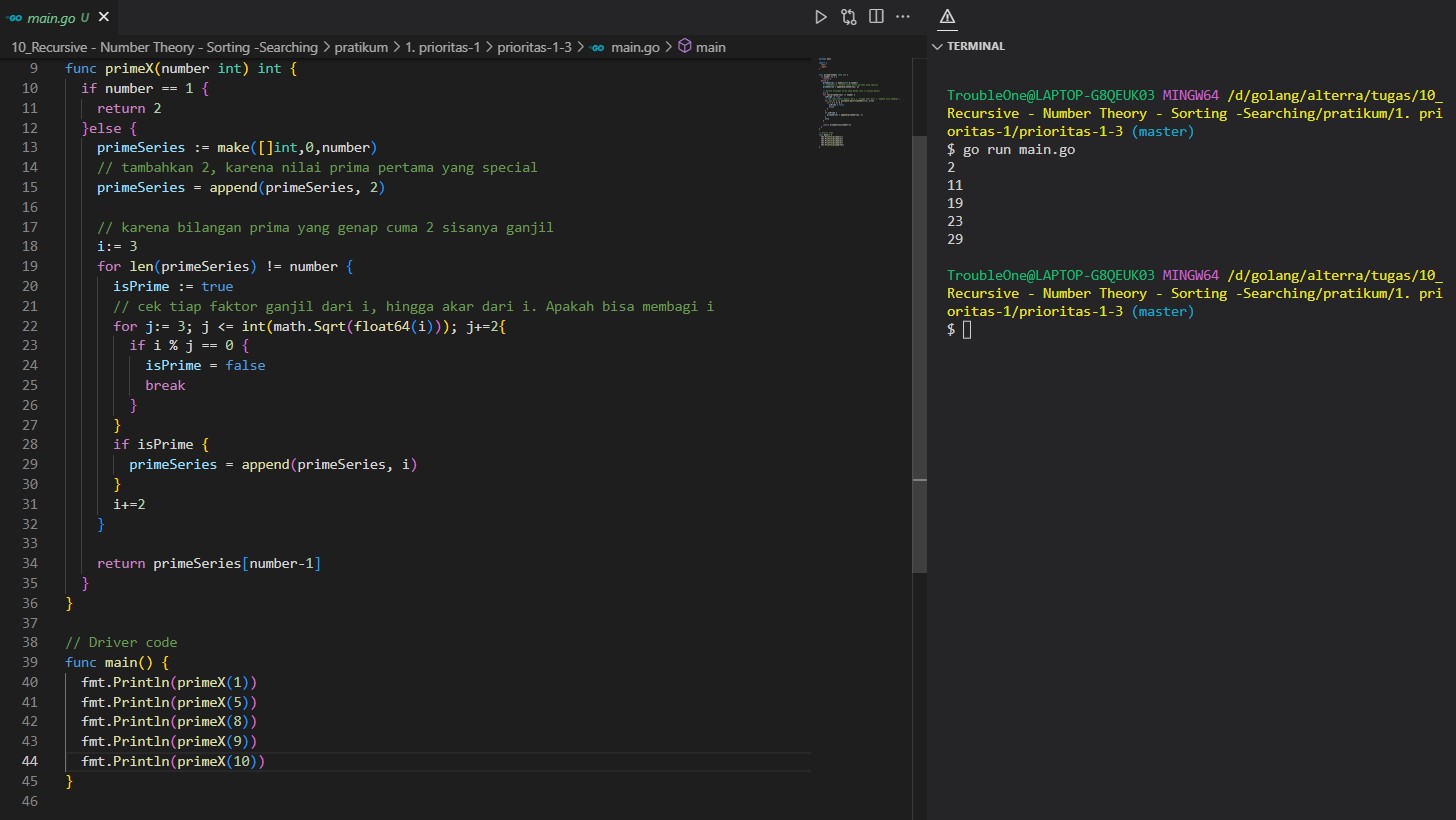 main.go U
10_Recursive - Number Theory - Sorting -Searching > pratikum > 1. prioritas-1 > prioritas-1-3 > main.go > main
9 func primeX(number int) int {
10 if number == 1 {
11 return 2
12 }else {
13 primeSeries := make([]int,0,number)
14 // tambahkan 2, karena nilai prima pertama yang special
15 primeSeries = append(primeSeries, 2)
16
17 // karena bilangan prima yang genap cuma 2 sisanya ganjil
18 i:= 3
19 for len(primeSeries) != number {
20 isPrime := true
21 // cek tiap faktor ganjil dari i, hingga akar dari i. Apakah bisa membagi i
22 for j:= 3; j <= int(math.Sqrt(float64(i))); j+=2{
23 if i % j == 0 {
24 isPrime = false
25 break
26 }
27 }
28 if isPrime {
29 primeSeries = append(primeSeries, i)
30 }
31 i+=2
32 }
33
34 return primeSeries[number-1]
35 }
36 }
37
38 // Driver code
39 func main() {
40 fmt.Println(primeX(1))
41 fmt.Println(primeX(5))
42 fmt.Println(primeX(8))
43 fmt.Println(primeX(9))
44 fmt.Println(primeX(10))
45 }
46
TERMINAL
TroubleOne@LAPTOP-G8QEUK03 MINGW64 /d/golang/alterra/tugas/10_
Recursive - Number Theory - Sorting -Searching/pratikum/1. pri
oritas-1/prioritas-1-3 (master)
$ go run main.go
2
11
19
23
29
TroubleOne@LAPTOP-G8QEUK03 MINGW64 /d/golang/alterra/tugas/10_
Recursive - Number Theory - Sorting -Searching/pratikum/1. pri
oritas-1/prioritas-1-3 (master)
$